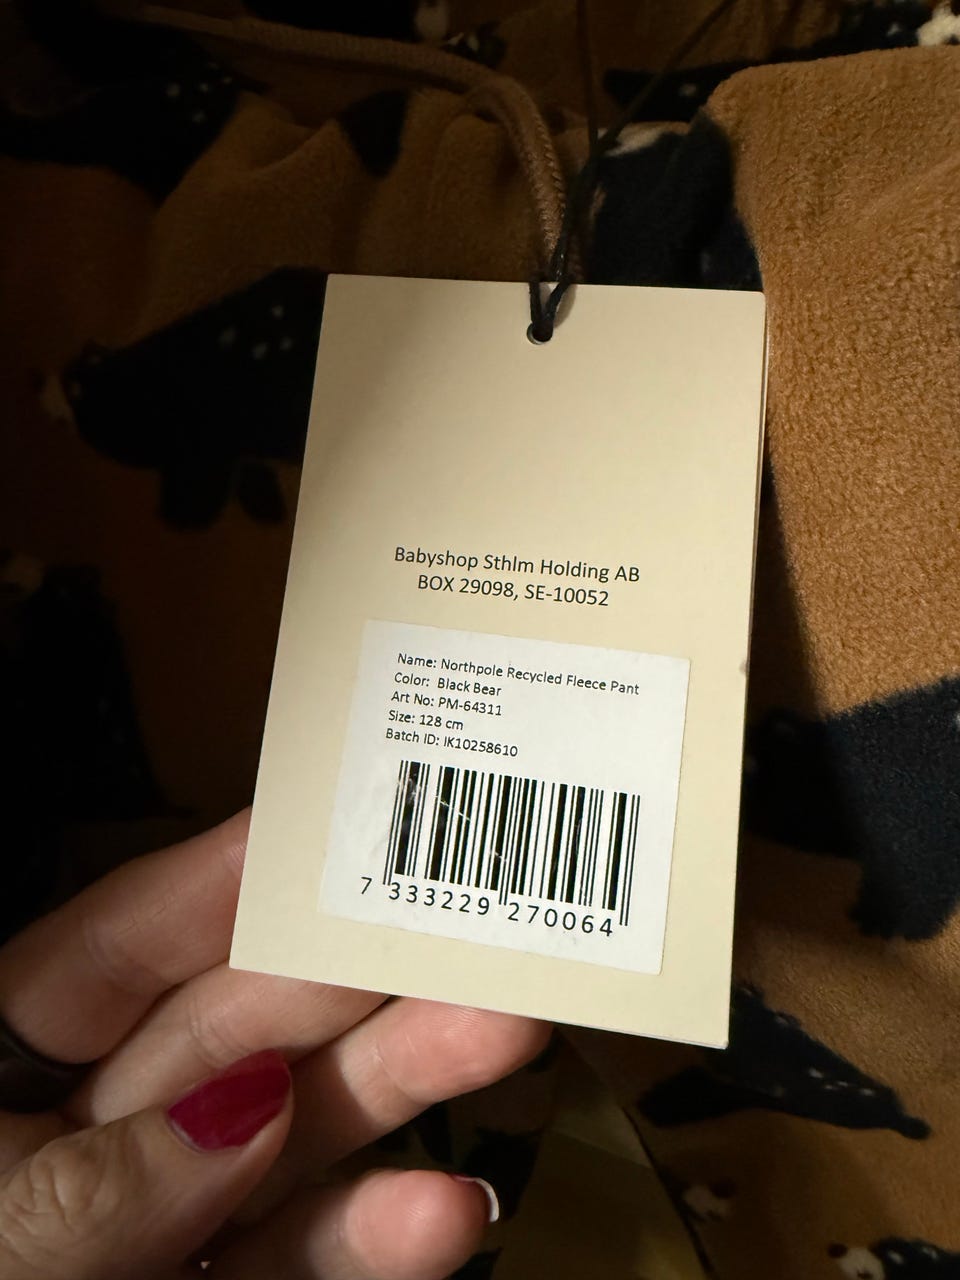 Babyshop Sthlm Holding AB
BOX 29098, SE-10052
Name: Northpole Recycled Fleece Pant
Color: Black Bear
Art No: PM-64311
Size: 128 cm
Batch ID: IK10258610
7 333229 270064